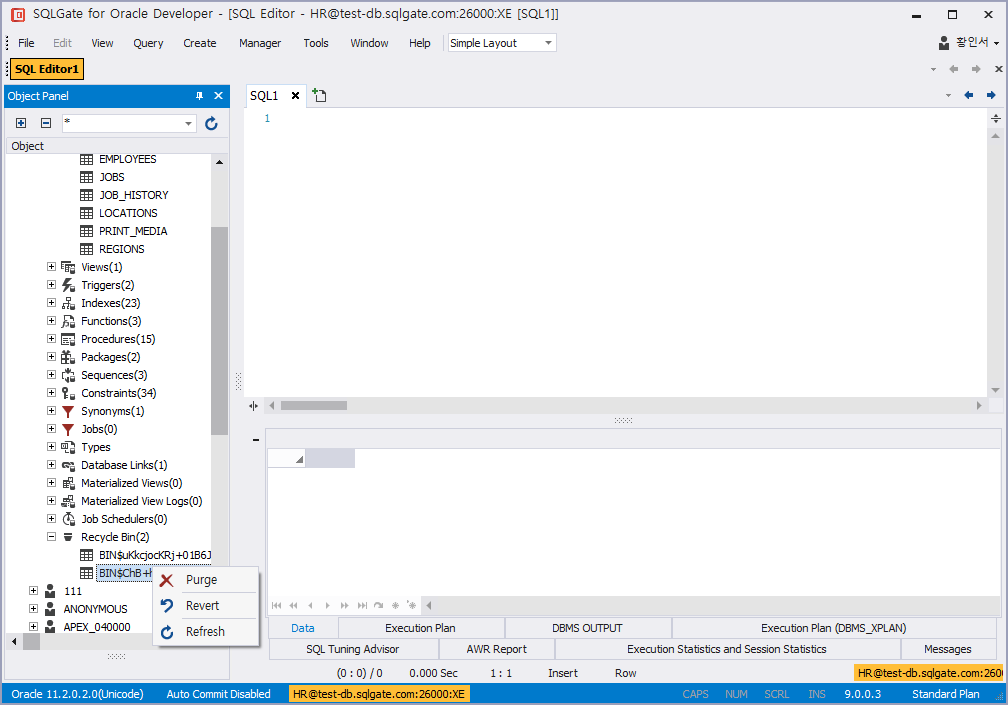 SQLGate for Oracle Developer - [SQL Editor - HR@test-db.sqlgate.com:26000:XE [SQL1]]
File Edit View Query Create Manager Tools Window Help Simple Layout 황인서
SQL Editor1
Object Panel
SQL1
*
1
Object
EMPLOYEES
JOBS
JOB_HISTORY
LOCATIONS
PRINT_MEDIA
REGIONS
Views(1)
Triggers(2)
Indexes(23)
Functions(3)
Procedures(15)
Packages(2)
Sequences(3)
Constraints(34)
Synonyms(1)
Jobs(0)
Types
Database Links(1)
Materialized Views(0)
Materialized View Logs(0)
Job Schedulers(0)
Recycle Bin(2)
BIN$uKkcjocKRj+01B6J
BIN$ChB+h
Purge
Revert
Refresh
111
ANONYMOUS
APEX_040000
Data Execution Plan DBMS OUTPUT Execution Plan (DBMS_XPLAN)
SQL Tuning Advisor AWR Report Execution Statistics and Session Statistics Messages
(0 : 0) / 0 0.000 Sec 1 : 1 Insert Row HR@test-db.sqlgate.com:2600
Oracle 11.2.0.2.0(Unicode) Auto Commit Disabled HR@test-db.sqlgate.com:26000:XE CAPS NUM SCRL INS 9.0.0.3 Standard Plan